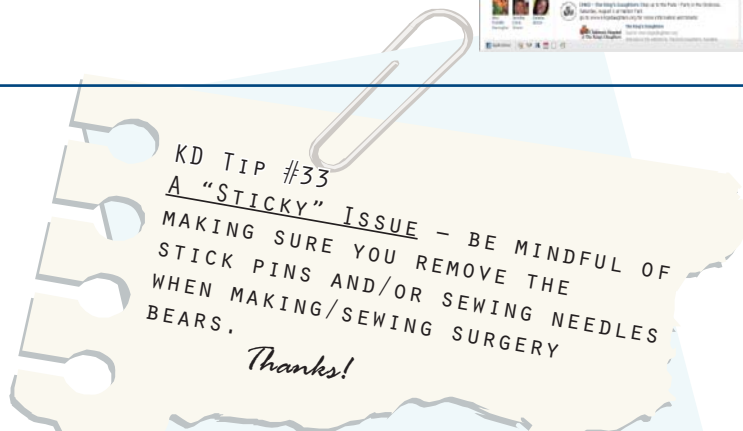 KD Tip #33
A “Sticky” Issue – be mindful of
making sure you remove the
stick pins and/or sewing needles
when making/sewing surgery
bears.
Thanks!